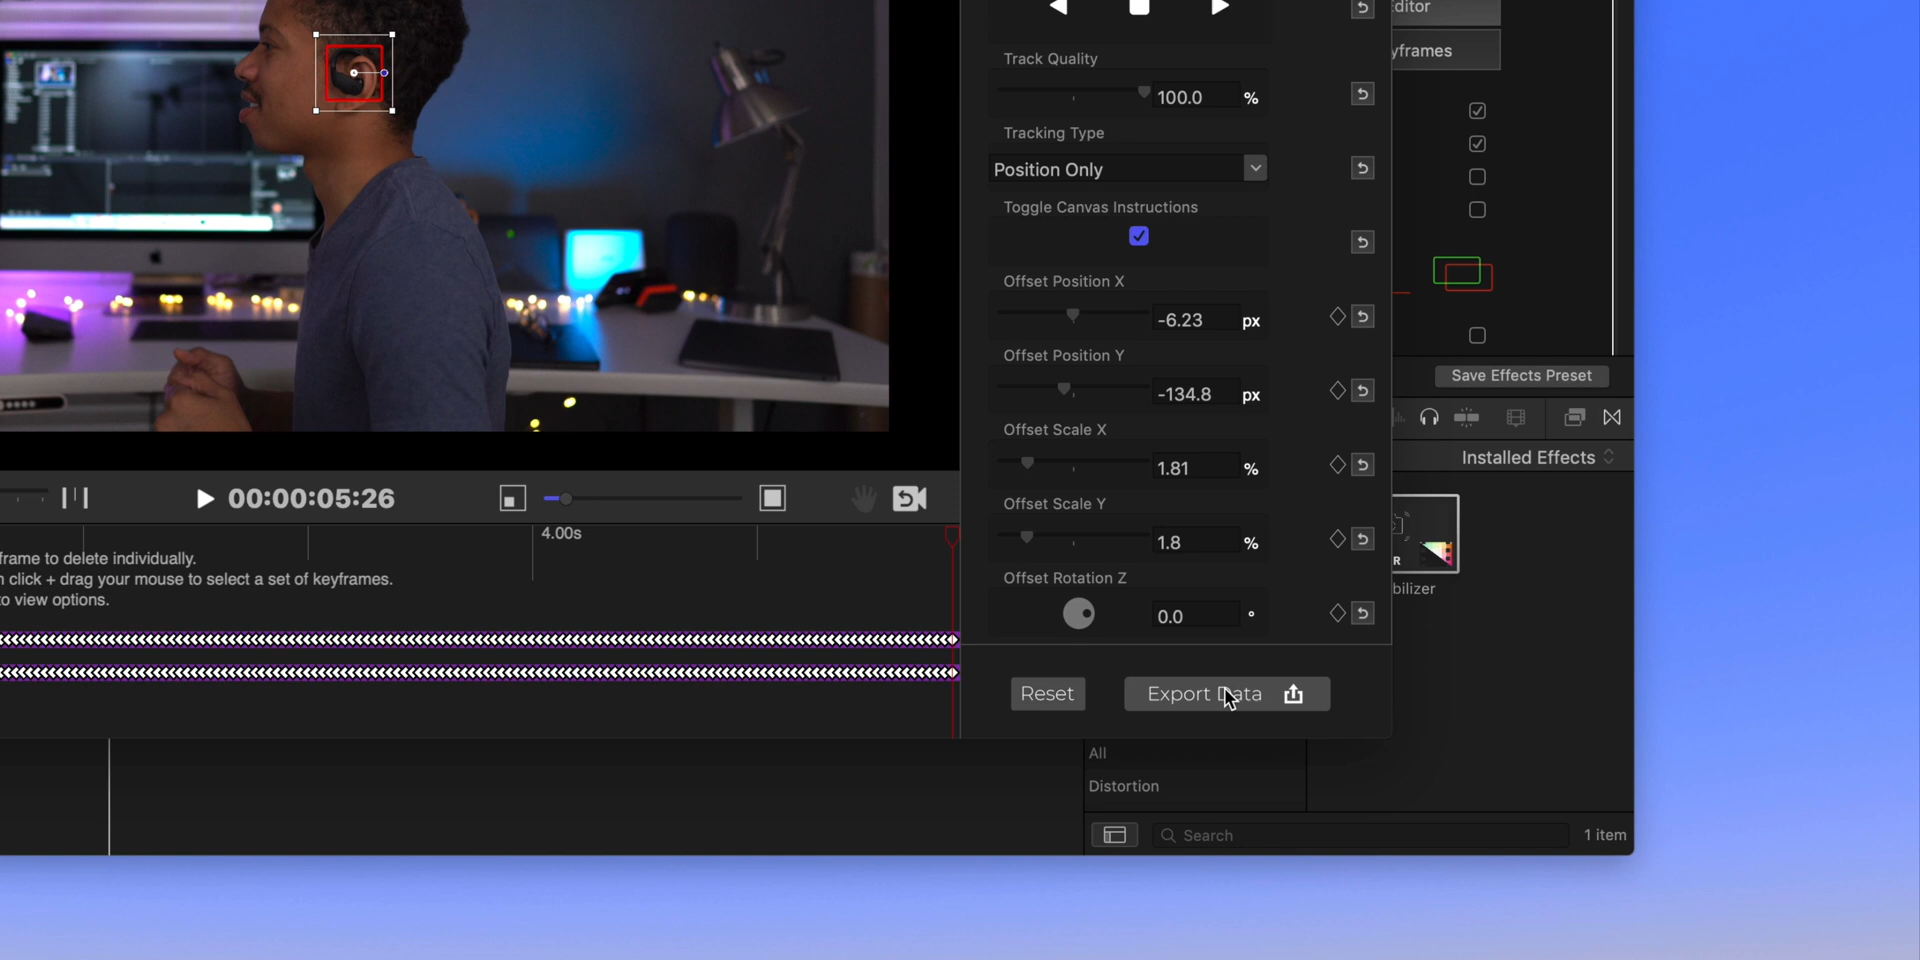 ditor
yframes
Track Quality
100.0 %
Tracking Type
Position Only
Toggle Canvas Instructions
Offset Position X
-6.23 px
Offset Position Y
-134.8 px
Save Effects Preset
Offset Scale X
1.81 %
Installed Effects
00:00:05:26
Offset Scale Y
1.8 %
4.00s
R
frame to delete individually.
n click + drag your mouse to select a set of keyframes.
o view options.
Offset Rotation Z
bilizer
0.0 °
Reset
Export Data
All
Distortion
Search
1 item